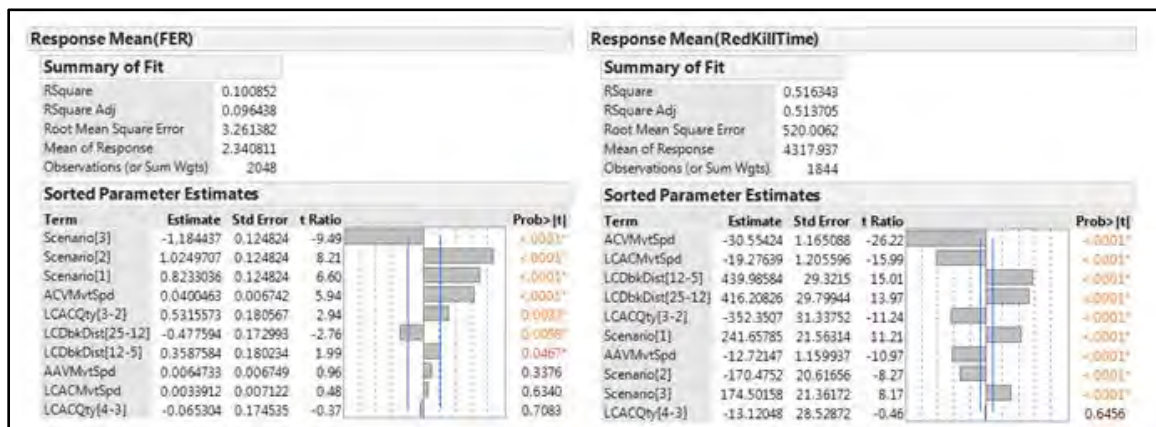 Response Mean(FER)
Summary of Fit
RSquare 0.100852
RSquare Adj 0.096438
Root Mean Square Error 3.261382
Mean of Response 2.340811
Observations (or Sum Wgts) 2048
Sorted Parameter Estimates
Term Estimate Std Error t Ratio Prob>|t|
Scenario[3] -1.184437 0.124824 -9.49 <.0001*
Scenario[2] 1.0249707 0.124824 8.21 <.0001*
Scenario[1] 0.8233036 0.124824 6.60 <.0001*
ACVMvtSpd 0.0400463 0.006742 5.94 <.0001*
LCACQty[3-2] 0.5315573 0.180567 2.94 0.0033*
LCDbkDist[25-12] -0.477594 0.172993 -2.76 0.0058*
LCDbkDist[12-5] 0.3587584 0.180234 1.99 0.0467*
AAVMvtSpd 0.0064733 0.006749 0.96 0.3376
LCACMvtSpd 0.0033912 0.007122 0.48 0.6340
LCACQty[4-3] -0.065304 0.174535 -0.37 0.7083
Response Mean(RedKillTime)
Summary of Fit
RSquare 0.516343
RSquare Adj 0.513705
Root Mean Square Error 520.0062
Mean of Response 4317.937
Observations (or Sum Wgts) 1844
Sorted Parameter Estimates
Term Estimate Std Error t Ratio Prob>|t|
ACVMvtSpd -30.55424 1.165088 -26.22 <.0001*
LCACMvtSpd -19.27639 1.205596 -15.99 <.0001*
LCDbkDist[12-5] 439.98584 29.3215 15.01 <.0001*
LCDbkDist[25-12] 416.20826 29.79944 13.97 <.0001*
LCACQty[3-2] -352.3507 31.33752 -11.24 <.0001*
Scenario[1] 241.65785 21.56314 11.21 <.0001*
AAVMvtSpd -12.72147 1.159937 -10.97 <.0001*
Scenario[2] -170.4752 20.61656 -8.27 <.0001*
Scenario[3] 174.50158 21.36172 8.17 <.0001*
LCACQty[4-3] -13.12048 28.52872 -0.46 0.6456